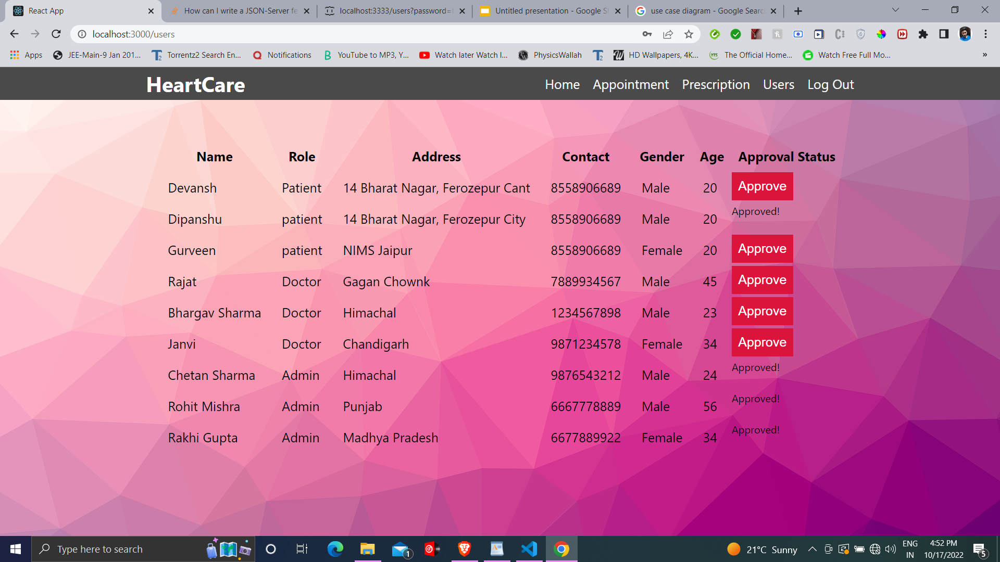 React App
How can I write a JSON-Server fe
localhost:3333/users?password=
Untitled presentation - Google Sl
use case diagram - Google Searc
localhost:3000/users
Apps
JEE-Main-9 Jan 201...
Torrentz2 Search En...
Notifications
YouTube to MP3, Y...
Watch later Watch l...
PhysicsWallah
HD Wallpapers, 4K...
The Official Home...
Watch Free Full Mo...
»
HeartCare
Home Appointment Prescription Users Log Out
Name Role Address Contact Gender Age Approval Status
Devansh Patient 14 Bharat Nagar, Ferozepur Cant 8558906689 Male 20 Approve
Dipanshu patient 14 Bharat Nagar, Ferozepur City 8558906689 Male 20 Approved!
Gurveen patient NIMS Jaipur 8558906689 Female 20 Approve
Rajat Doctor Gagan Chownk 7889934567 Male 45 Approve
Bhargav Sharma Doctor Himachal 1234567898 Male 23 Approve
Janvi Doctor Chandigarh 9871234578 Female 34 Approve
Chetan Sharma Admin Himachal 9876543212 Male 24 Approved!
Rohit Mishra Admin Punjab 6667778889 Male 56 Approved!
Rakhi Gupta Admin Madhya Pradesh 6677889922 Female 34 Approved!
Type here to search
1
21°C Sunny
ENG
IN
4:52 PM
10/17/2022
5